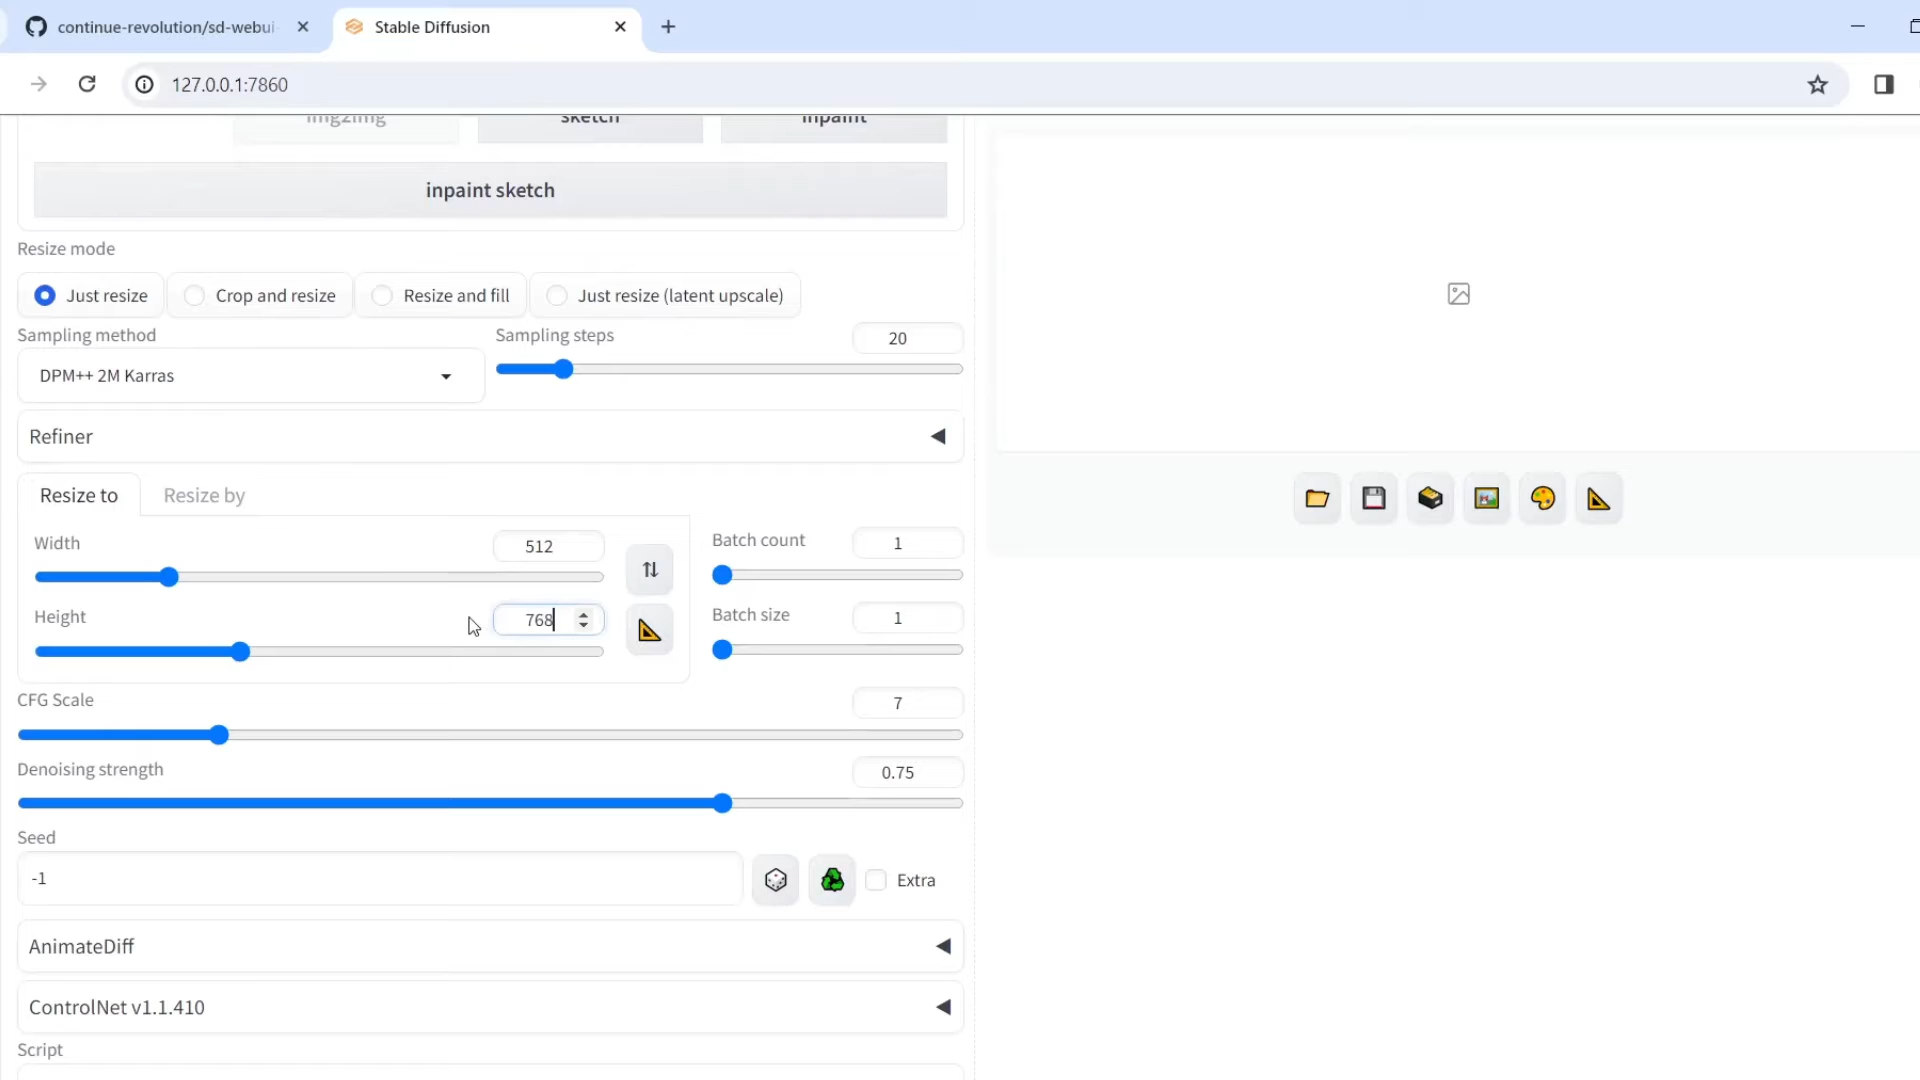 continue-revolution/sd-webui-
Stable Diffusion
127.0.0.1:7860
img2img
sketch
inpaint
inpaint sketch
Resize mode
Just resize
Crop and resize
Resize and fill
Just resize (latent upscale)
Sampling method
Sampling steps
20
DPM++ 2M Karras
Refiner
Resize to
Resize by
Width
512
Batch count
1
Height
768
Batch size
1
CFG Scale
7
Denoising strength
0.75
Seed
-1
Extra
AnimateDiff
ControlNet v1.1.410
Script